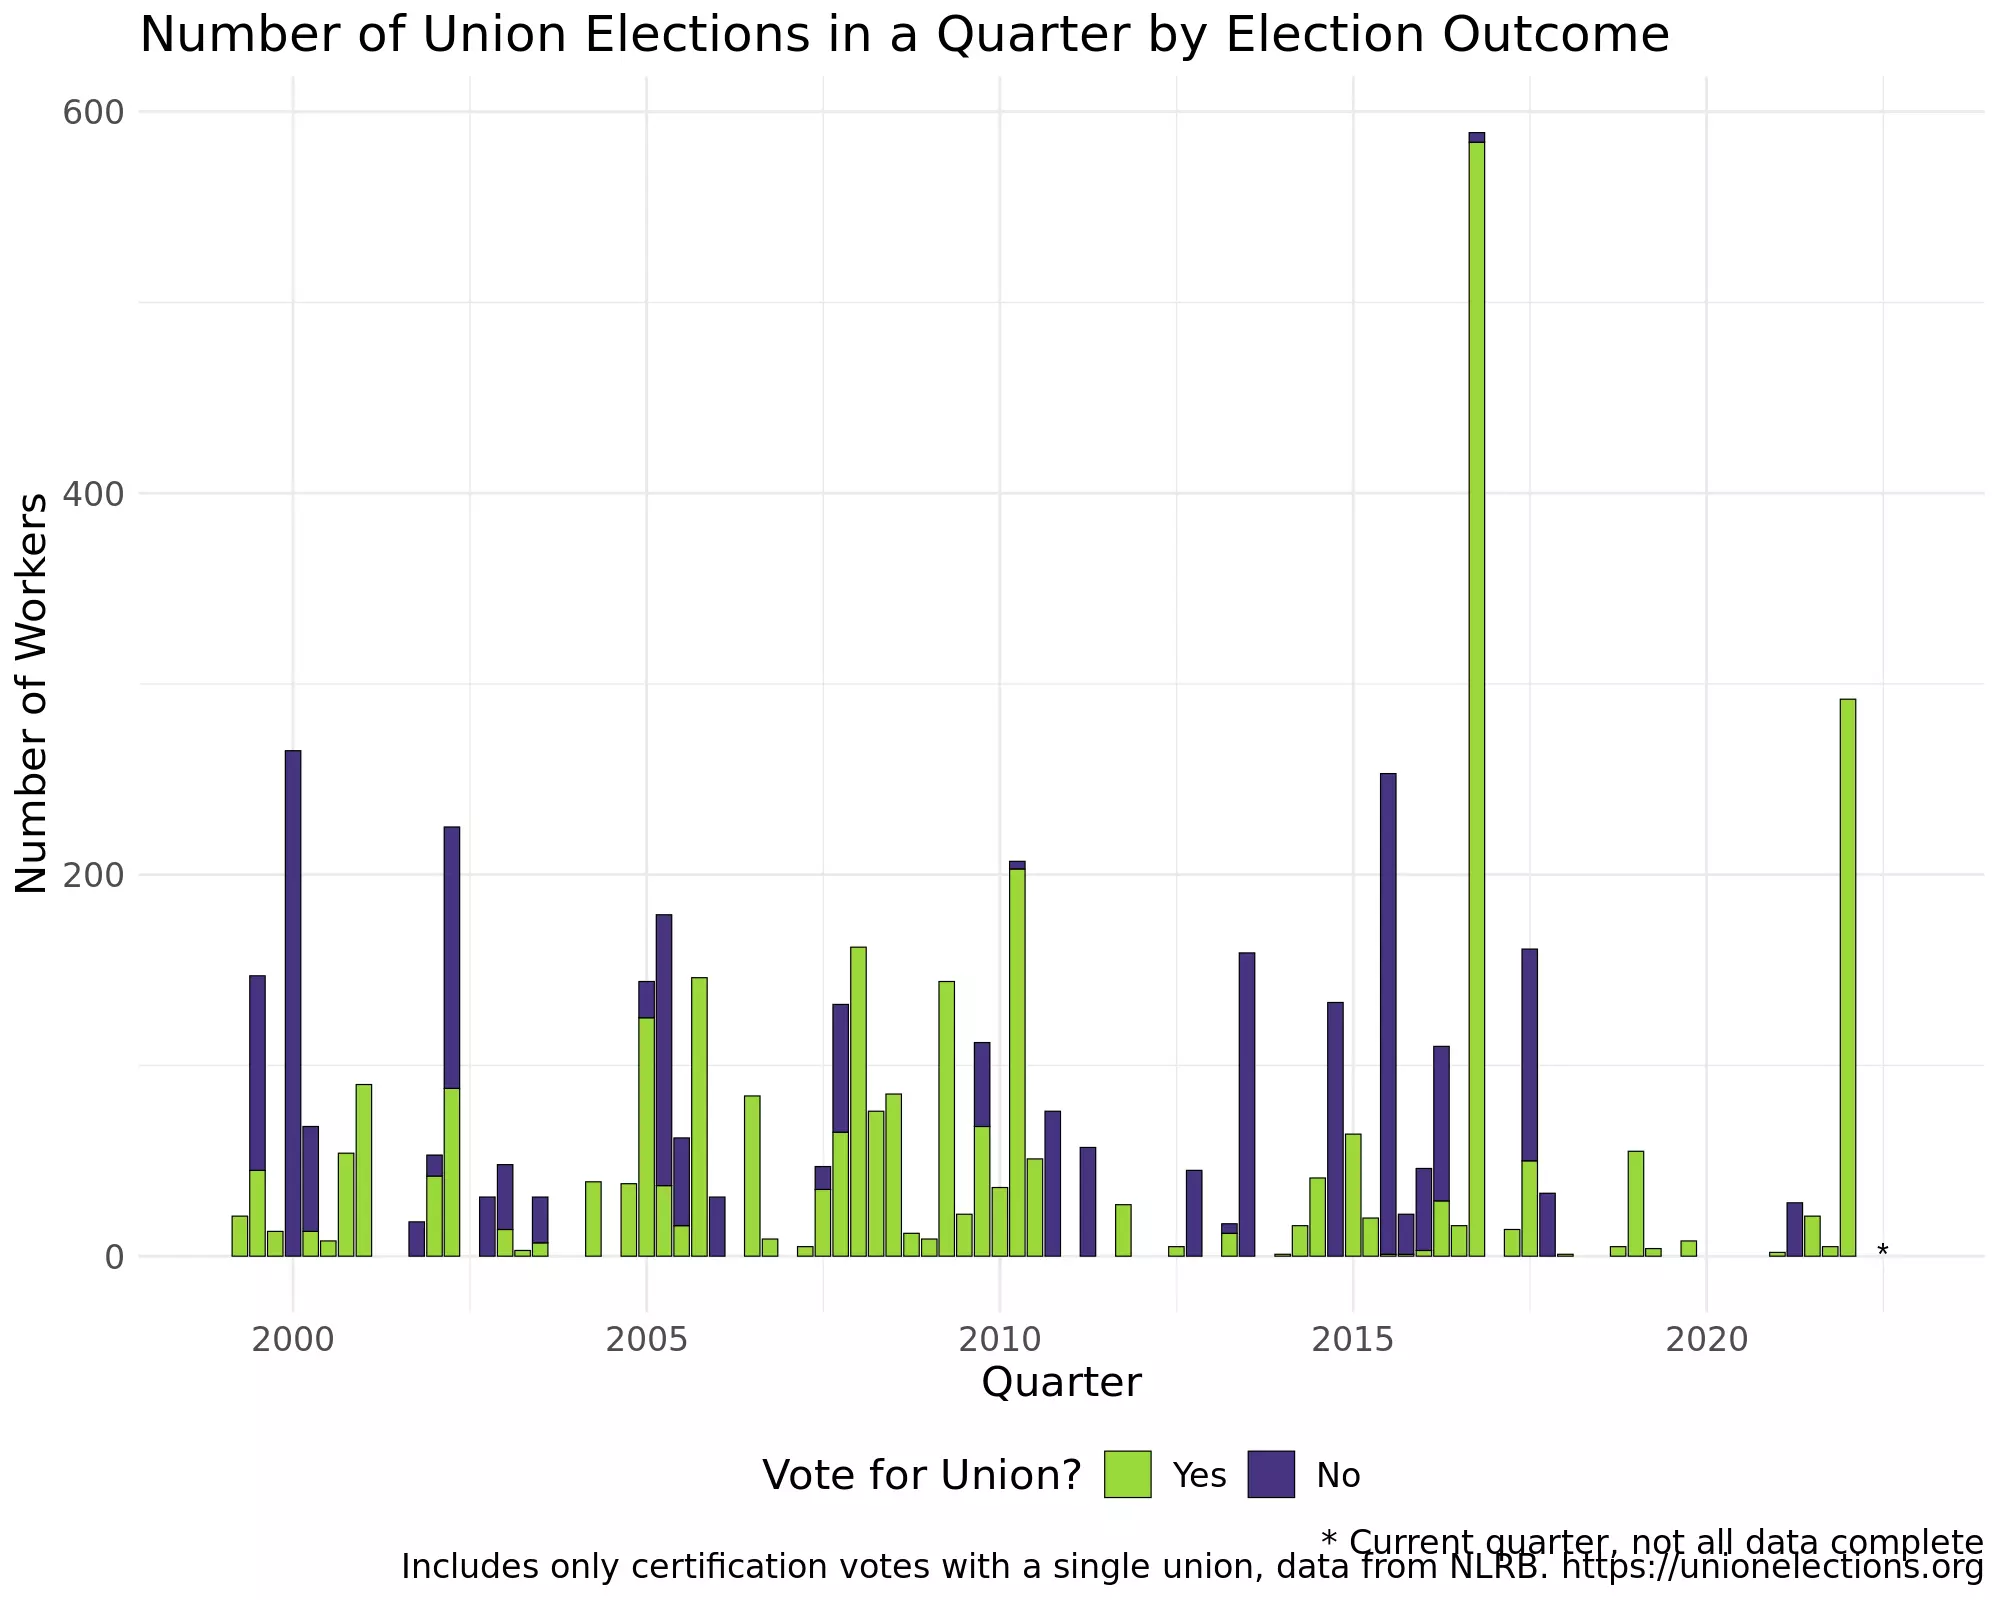 Number of Union Elections in a Quarter by Election Outcome
Number of Workers
600
400
200
0
*
2000 2005 2010 2015 2020
Quarter
Vote for Union? Yes No
* Current quarter, not all data complete
Includes only certification votes with a single union, data from NLRB. https://unionelections.org